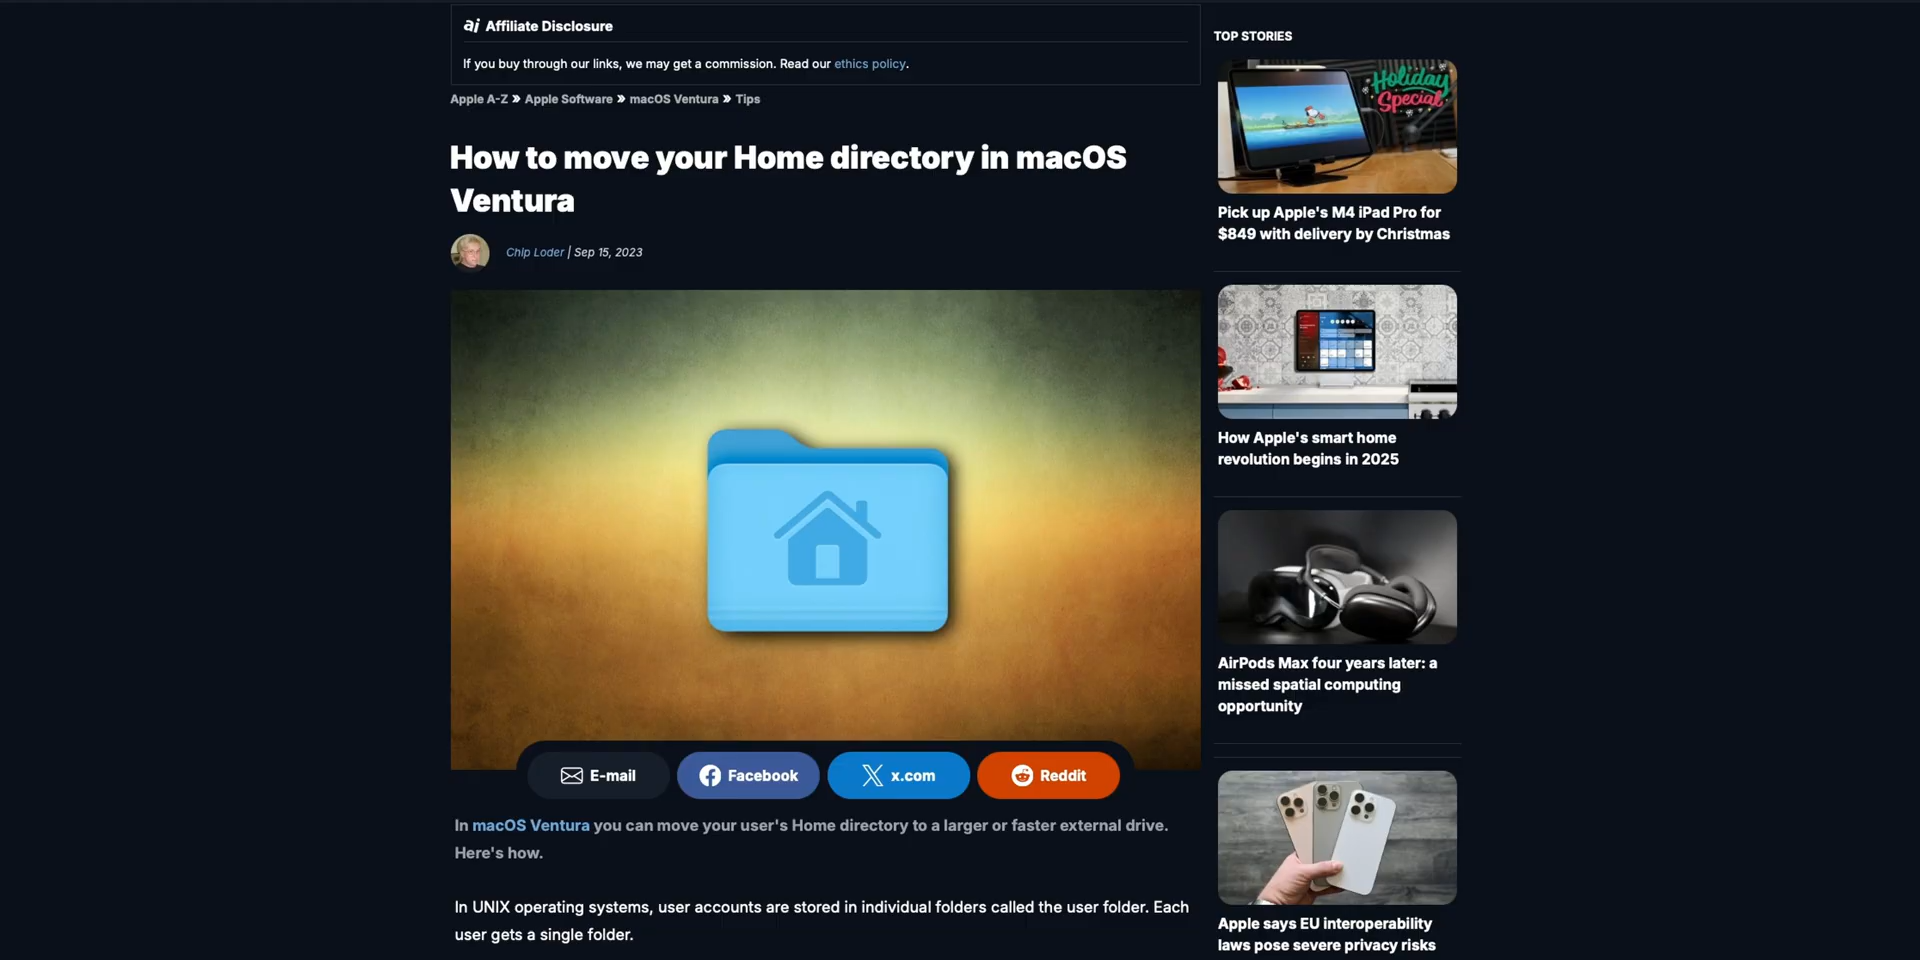 ai Affiliate Disclosure
If you buy through our links, we may get a commission. Read our ethics policy.
Apple A-Z » Apple Software » macOS Ventura » Tips
How to move your Home directory in macOS
Ventura
Chip Loder | Sep 15, 2023
E-mail
Facebook
x.com
Reddit
In macOS Ventura you can move your user's Home directory to a larger or faster external drive.
Here's how.
In UNIX operating systems, user accounts are stored in individual folders called the user folder. Each
user gets a single folder.
TOP STORIES
Holiday
Special
Pick up Apple's M4 iPad Pro for
$849 with delivery by Christmas
How Apple's smart home
revolution begins in 2025
AirPods Max four years later: a
missed spatial computing
opportunity
Apple says EU interoperability
laws pose severe privacy risks